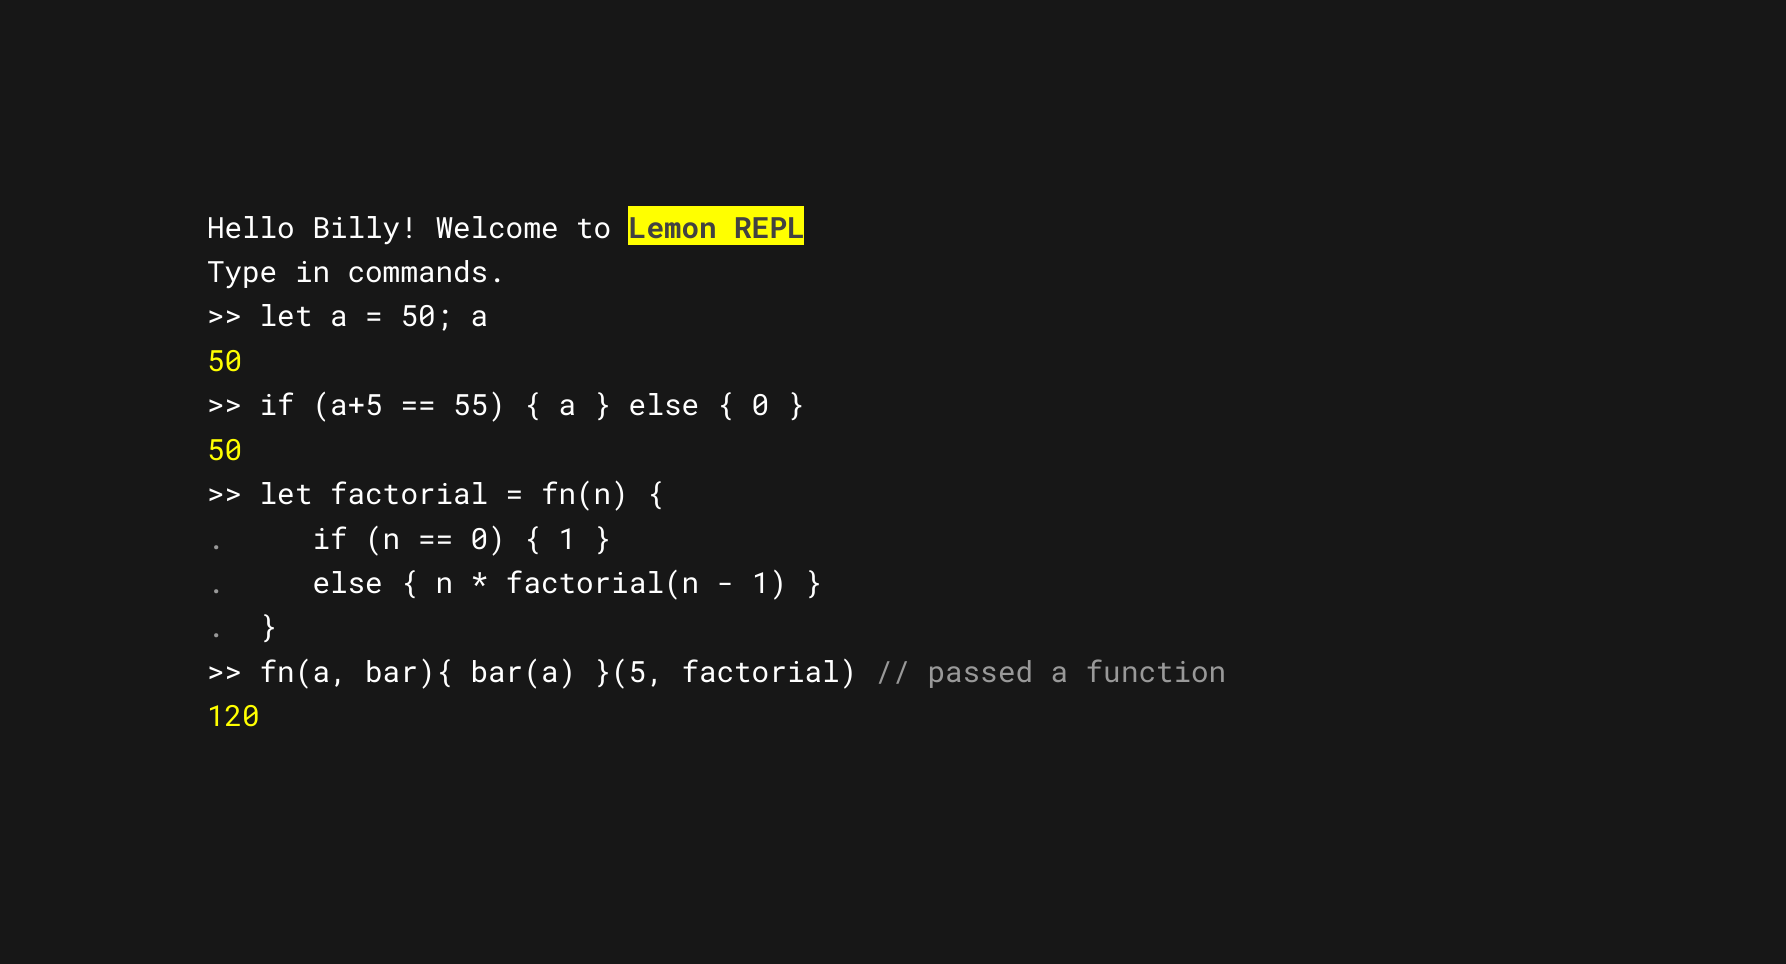 Hello Billy! Welcome to Lemon REPL
Type in commands.
>> let a = 50; a
50
>> if (a+5 == 55) { a } else { 0 }
50
>> let factorial = fn(n) {
.     if (n == 0) { 1 }
.     else { n * factorial(n - 1) }
.  }
>> fn(a, bar){ bar(a) }(5, factorial) // passed a function
120